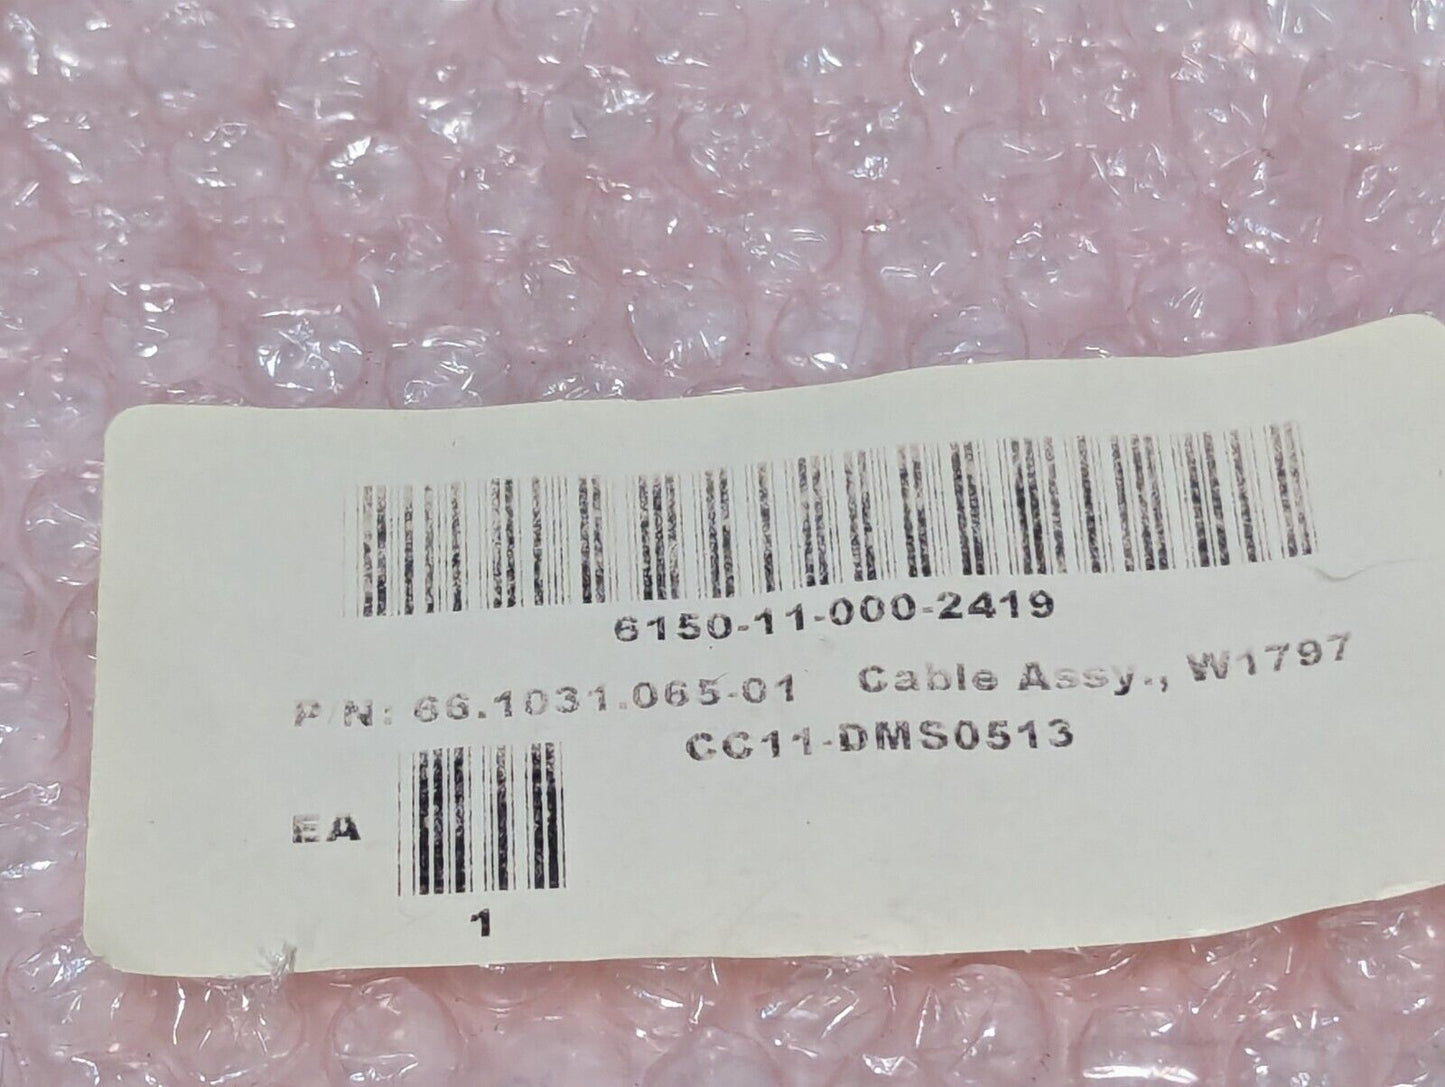 6150-11-000-2419
P/N: 66.1031.065-01 Cable Assy., W1797
CC11-DMS0513
EA
1